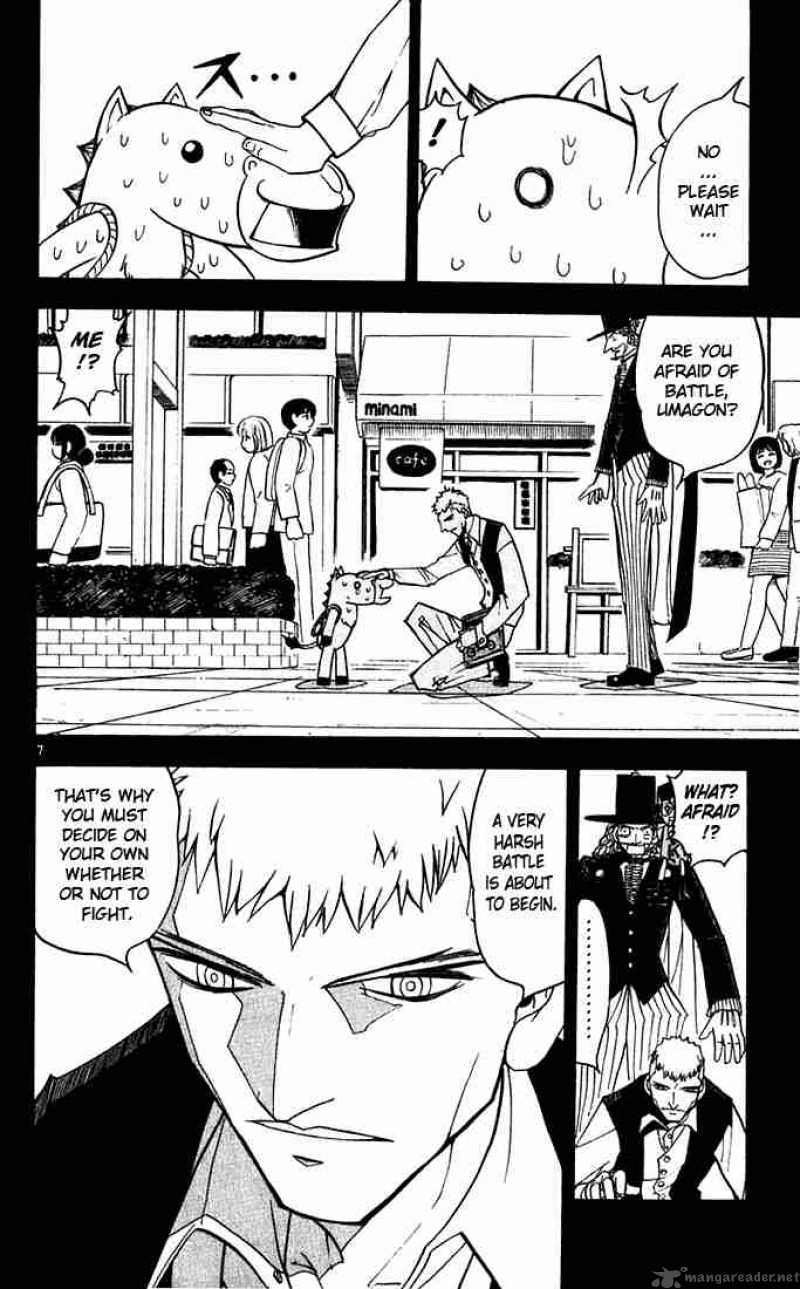 NO
...
PLEASE
WAIT
...
!
ス...
ARE YOU
AFRAID OF
BATTLE,
UMAGON?
ME
!?
minami
cafe
7
WHAT?
AFRAID
!?
A VERY
HARSH
BATTLE
IS ABOUT
TO BEGIN.
THAT'S WHY
YOU MUST
DECIDE ON
YOUR OWN
WHETHER
OR NOT TO
FIGHT.
mangareader.net